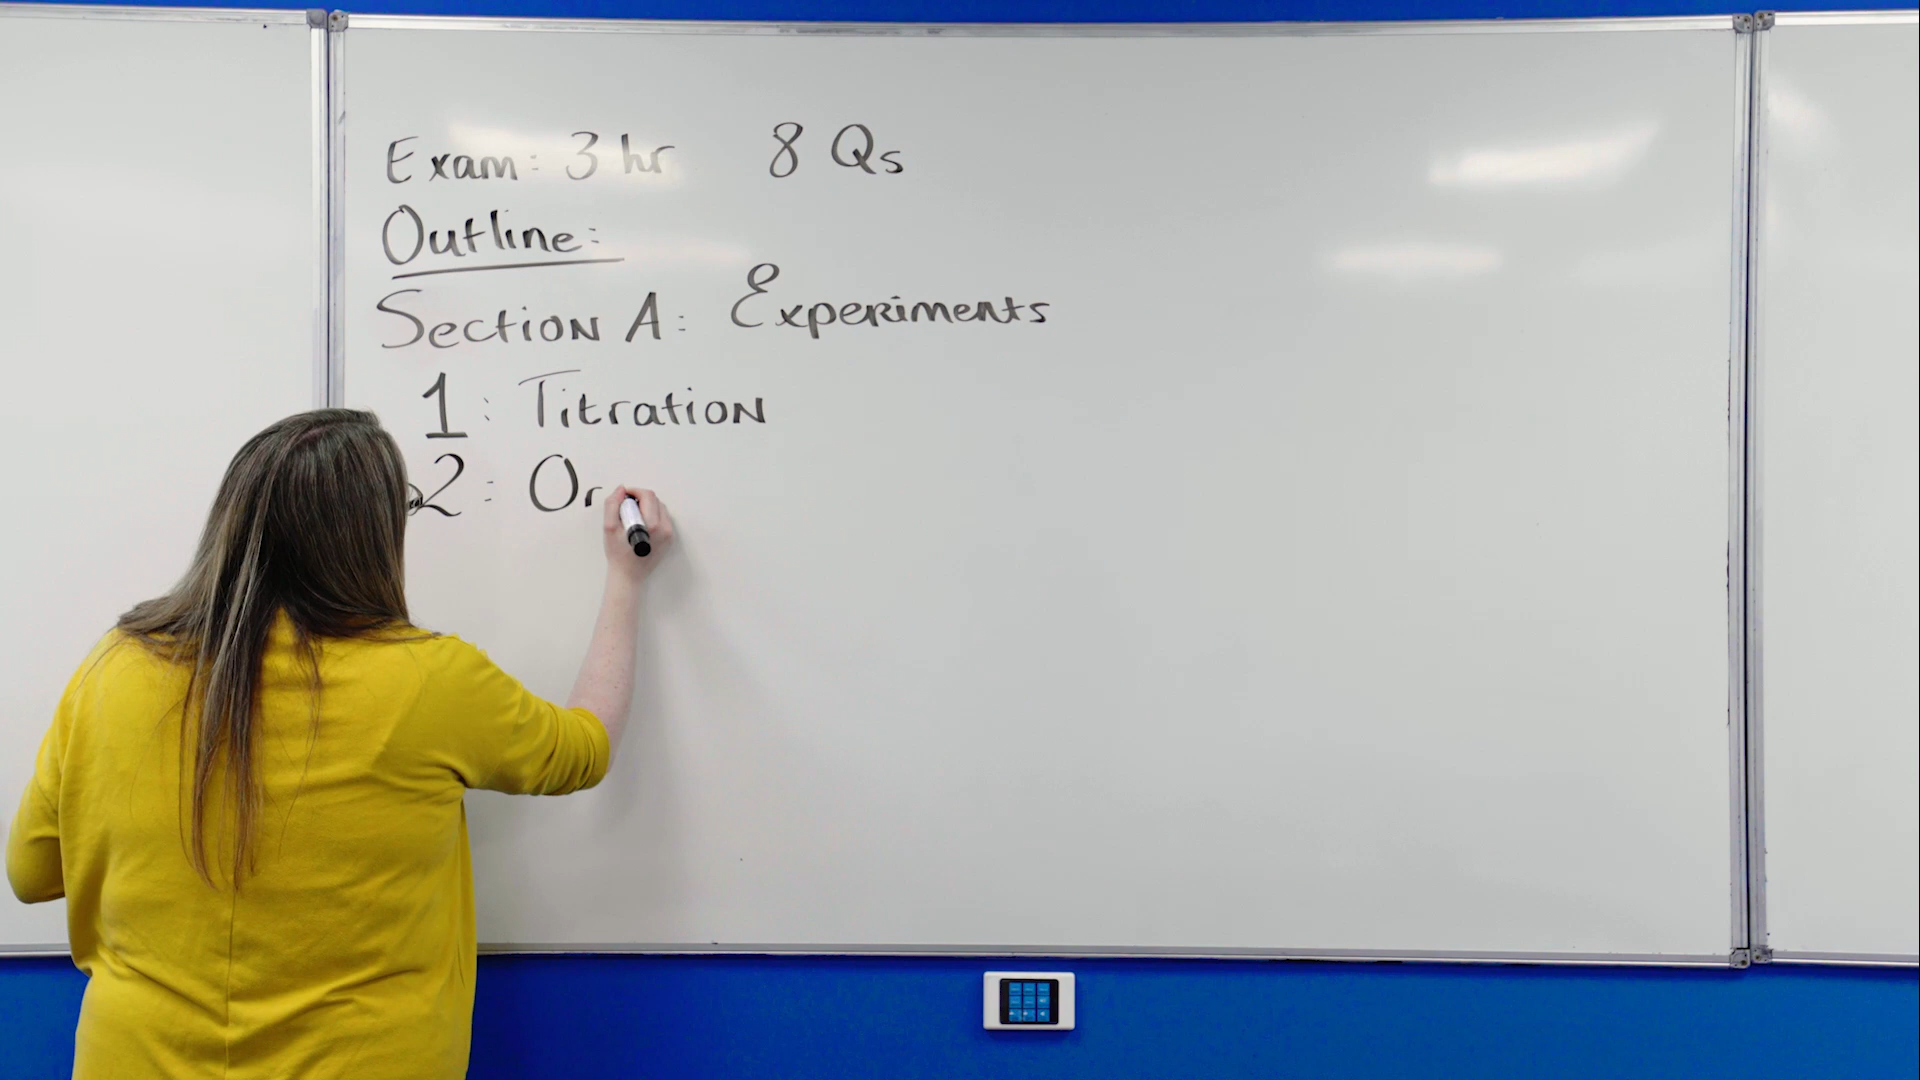 Exam: 3 hr 8 Qs
Outline:
Section A: Experiments
1: Titration
2: Or